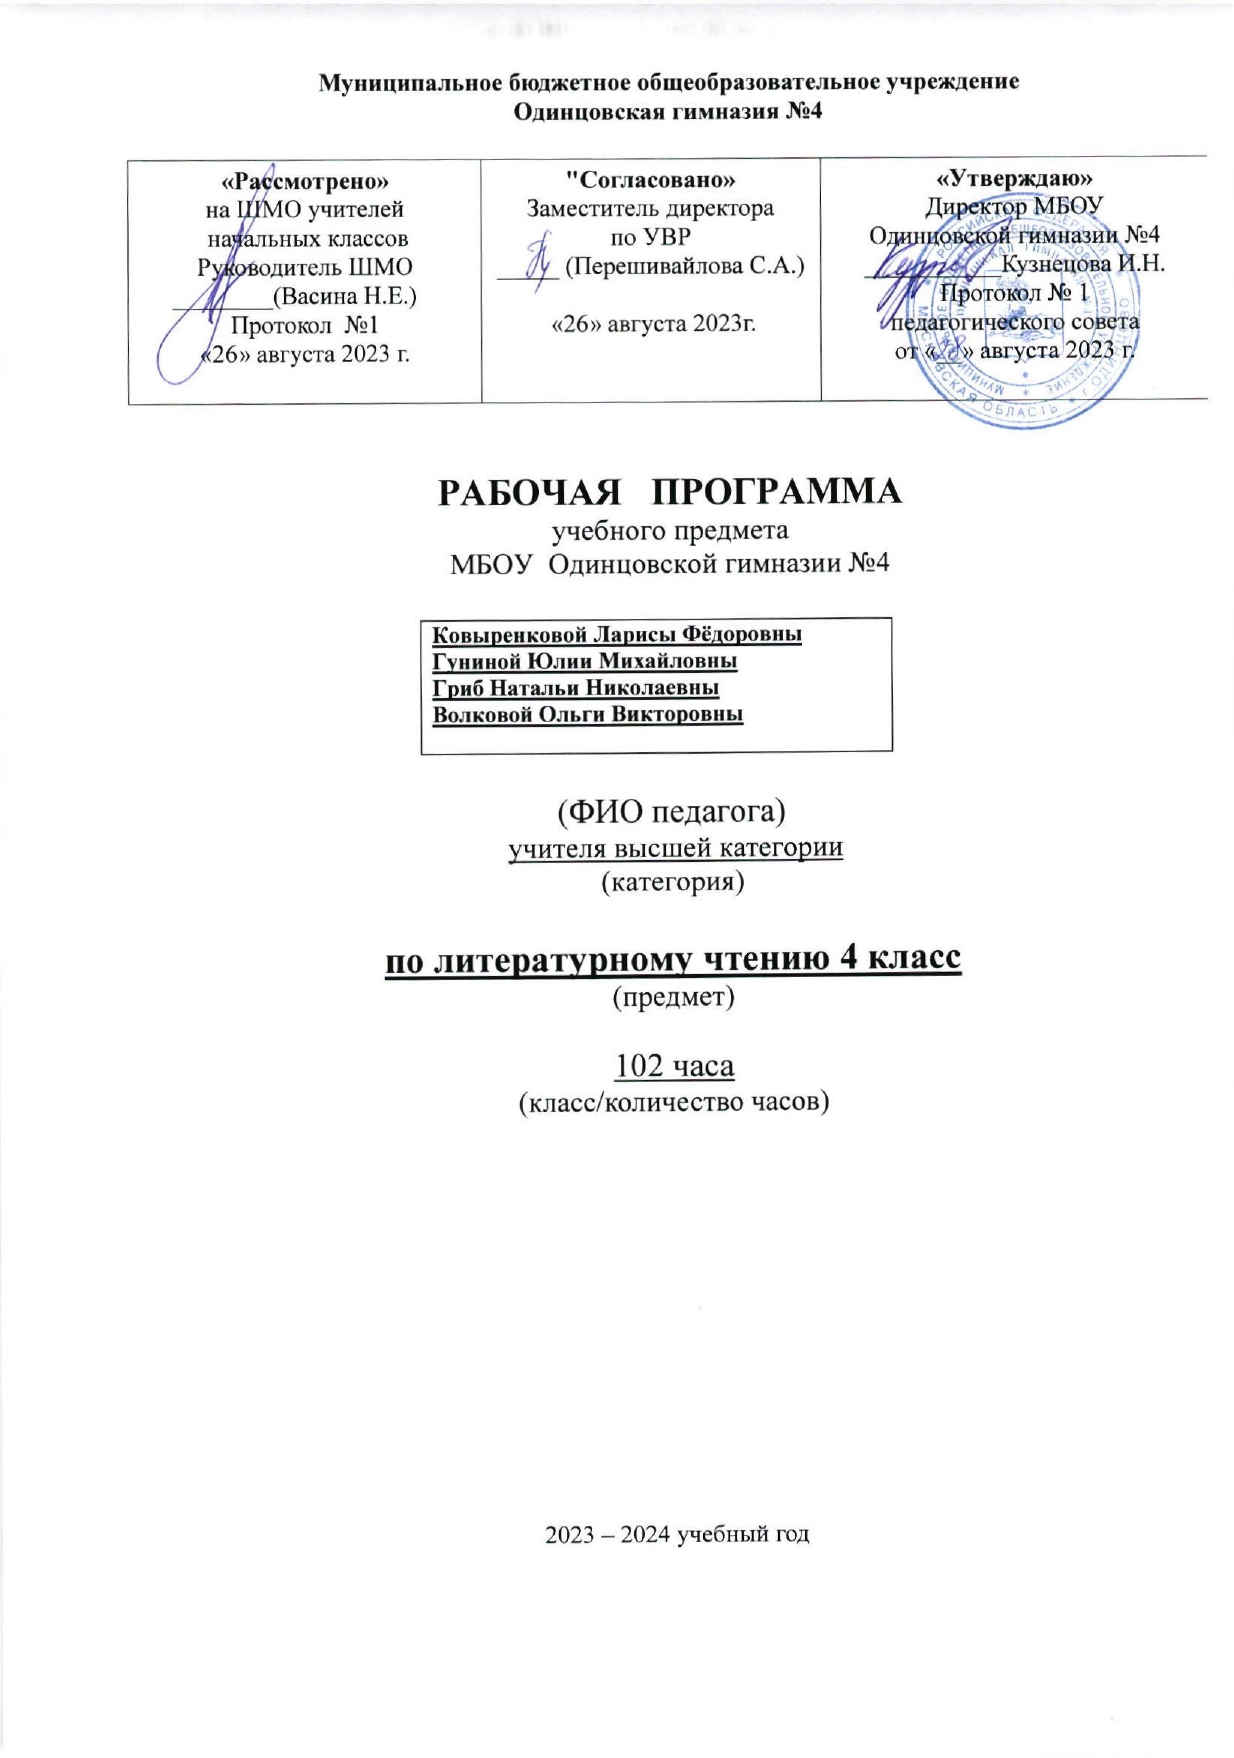 Муниципальное бюджетное общеобразовательное учреждение
Одинцовская гимназия №4
«Рассмотрено»
на ШМО учителей
начальных классов
Руководитель ШМО
________(Васина Н.Е.)
Протокол №1
«26» августа 2023 г.
"Согласовано»
Заместитель директора
по УВР
_____ (Перешивайлова С.А.)
«26» августа 2023г.
«Утверждаю»
Директор МБОУ
Одинцовской гимназии №4
___________Кузнецова И.Н.
Протокол № 1
педагогического совета
от «28» августа 2023 г.
РАБОЧАЯ ПРОГРАММА
учебного предмета
МБОУ Одинцовской гимназии №4
Ковыренковой Ларисы Фёдоровны
Гуниной Юлии Михайловны
Гриб Натальи Николаевны
Волковой Ольги Викторовны
(ФИО педагога)
учителя высшей категории
(категория)
по литературному чтению 4 класс
(предмет)
102 часа
(класс/количество часов)
2023 – 2024 учебный год